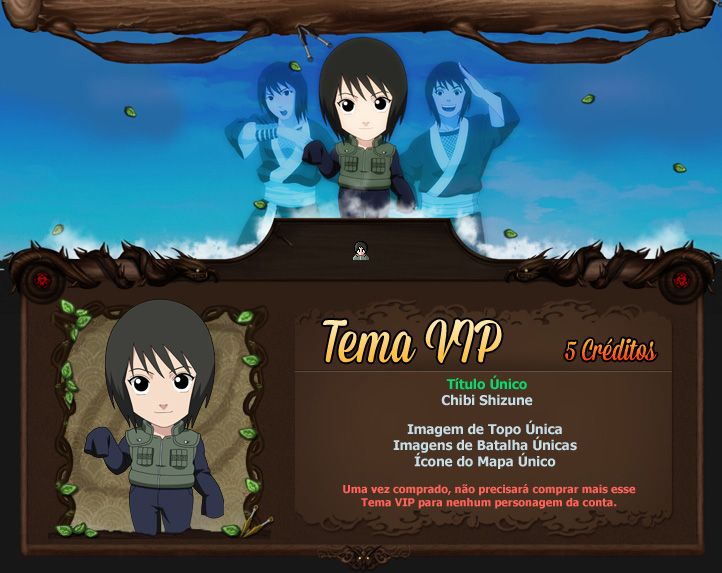 Tema VIP
5 Créditos
Título Único
Chibi Shizune
Imagem de Topo Única
Imagens de Batalha Únicas
Ícone do Mapa Único
Uma vez comprado, não precisará comprar mais esse
Tema VIP para nenhum personagem da conta.